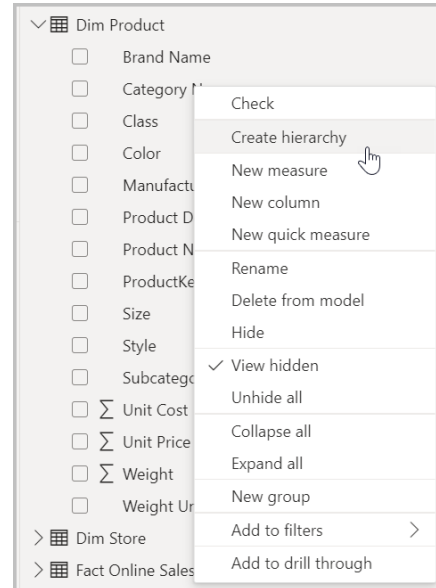 Dim Product
Brand Name
Category N
Class
Color
Manufactu
Product D
Product N
ProductKe
Size
Style
Subcatego
Σ Unit Cost
Σ Unit Price
Σ Weight
Weight Un
Dim Store
Fact Online Sales
Check
Create hierarchy
New measure
New column
New quick measure
Rename
Delete from model
Hide
View hidden
Unhide all
Collapse all
Expand all
New group
Add to filters
Add to drill through